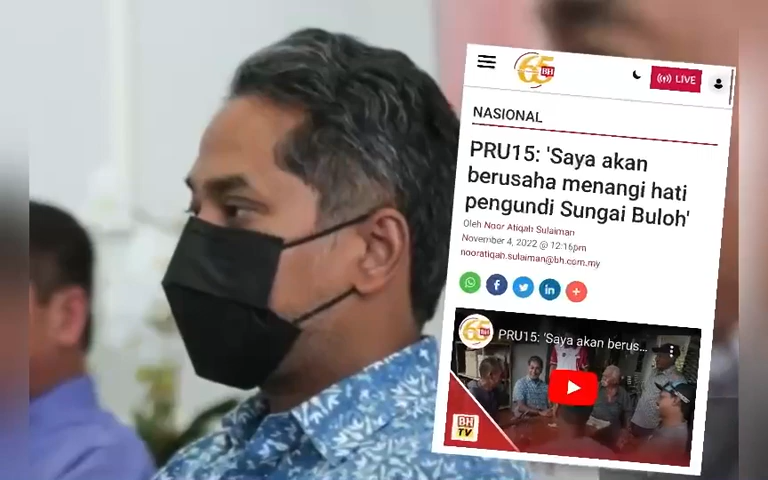 65 BH
LIVE
NASIONAL
PRU15: 'Saya akan
berusaha menangi hati
pengundi Sungai Buloh'
Oleh Noor Atiqah Sulaiman
November 4, 2022 @ 12:16pm
nooratiqah.sulaiman@bh.com.my
65 BH
PRU15: 'Saya akan berus...
BH
TV